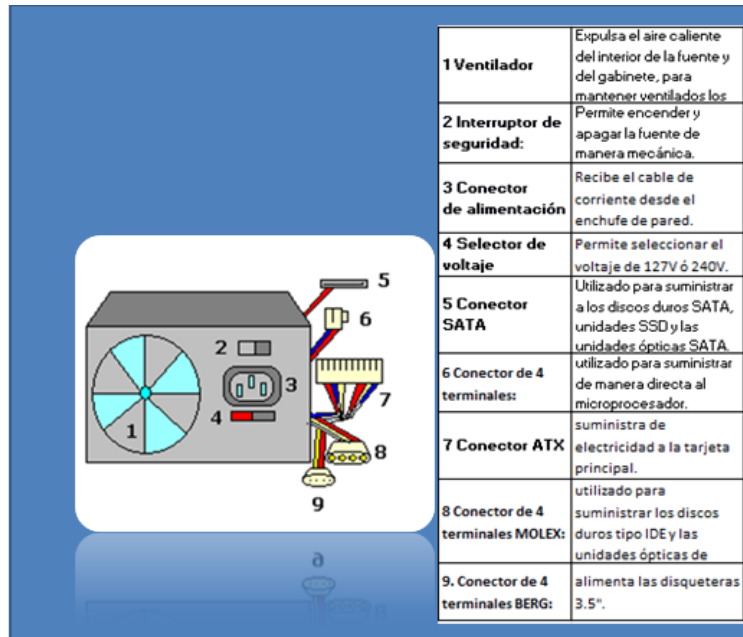 1 Ventilador
Expulsa el aire caliente
del interior de la fuente y
del gabinete, para
mantener ventilados los
2 Interruptor de
seguridad:
Permite encender y
apagar la fuente de
manera mecánica.
3 Conector
de alimentación
Recibe el cable de
corriente desde el
enchufe de pared.
4 Selector de
voltaje
Permite seleccionar el
voltaje de 127V ó 240V.
5 Conector
SATA
Utilizado para suministrar
a los discos duros SATA,
unidades SSD y las
unidades ópticas SATA.
6 Conector de 4
terminales:
utilizado para suministrar
de manera directa al
microprocesador.
7 Conector ATX
suministra de
electricidad a la tarjeta
principal.
8 Conector de 4
terminales MOLEX:
utilizado para
suministrar los discos
duros tipo IDE y las
unidades ópticas de
9. Conector de 4
terminales BERG:
alimenta las disqueteras
3.5".
5
6
2
3
7
4
1
8
9